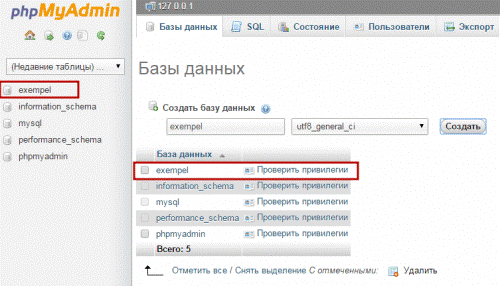 phpMyAdmin
(Недавние таблицы) ...
exempel
information_schema
mysql
performance_schema
phpmyadmin
127.0.0.1
Базы данных
SQL
Состояние
Пользователи
Экспорт
Базы данных
Создать базу данных
exempel
utf8_general_ci
Создать
База данных
exempel Проверить привилегии
information_schema Проверить привилегии
mysql Проверить привилегии
performance_schema Проверить привилегии
phpmyadmin Проверить привилегии
Всего: 5
Отметить все / Снять выделение С отмеченными: Удалить